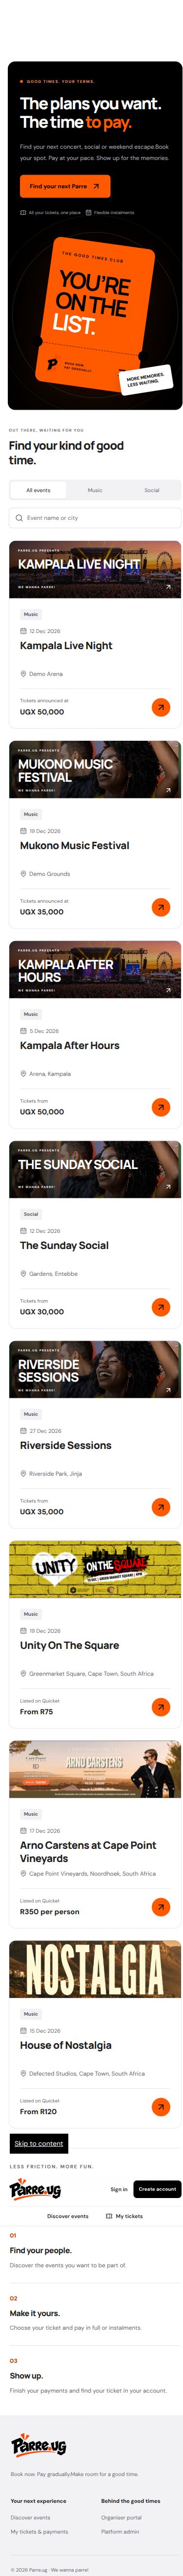 GOOD TIMES. YOUR TERMS.
The plans you want.
The time to pay.
Find your next concert, social or weekend escape.Book
your spot. Pay at your pace. Show up for the memories.
Find your next Parre
All your tickets, one place
Flexible instalments
THE GOOD TIMES CLUB
YOU'RE
ON THE
LIST.
MORE MEMORIES.
LESS WAITING.
OUT THERE, WAITING FOR YOU
Find your kind of good
time.
All events
Music
Social
Event name or city
PARRE.UG PRESENTS
KAMPALA LIVE NIGHT
WE WANNA PARRE!
Music
12 Dec 2026
Kampala Live Night
Demo Arena
Tickets announced at
UGX 50,000
PARRE.UG PRESENTS
MUKONO MUSIC
FESTIVAL
WE WANNA PARRE!
Music
19 Dec 2026
Mukono Music Festival
Demo Grounds
Tickets announced at
UGX 35,000
PARRE.UG PRESENTS
KAMPALA AFTER
HOURS
WE WANNA PARRE!
Music
5 Dec 2026
Kampala After Hours
Arena, Kampala
Tickets from
UGX 50,000
PARRE.UG PRESENTS
THE SUNDAY SOCIAL
WE WANNA PARRE!
Social
12 Dec 2026
The Sunday Social
Gardens, Entebbe
Tickets from
UGX 30,000
PARRE.UG PRESENTS
RIVERSIDE
SESSIONS
WE WANNA PARRE!
Music
27 Dec 2026
Riverside Sessions
Riverside Park, Jinja
Tickets from
UGX 35,000
UNITY ON THE SQUARE
Music
19 Dec 2026
Unity On The Square
Greenmarket Square, Cape Town, South Africa
Listed on Quicket
From R75
ARNO CARSTENS
Music
17 Dec 2026
Arno Carstens at Cape Point
Vineyards
Cape Point Vineyards, Noordhoek, South Africa
Listed on Quicket
R350 per person
NOSTALGIA
Music
15 Dec 2026
House of Nostalgia
Defected Studios, Cape Town, South Africa
Listed on Quicket
From R120
Skip to content
LESS FRICTION. MORE FUN.
Parre.ug
Sign in
Create account
Discover events
My tickets
01
Find your people.
Discover the events you want to be part of.
02
Make it yours.
Choose your ticket and pay in full or instalments.
03
Show up.
Finish your payments and find your ticket in your account.
Parre.ug
Book now. Pay gradually.Make room for a good time.
Your next experience
Behind the good times
Discover events
Organiser portal
My tickets & payments
Platform admin
© 2026 Parre.ug · We wanna parre!